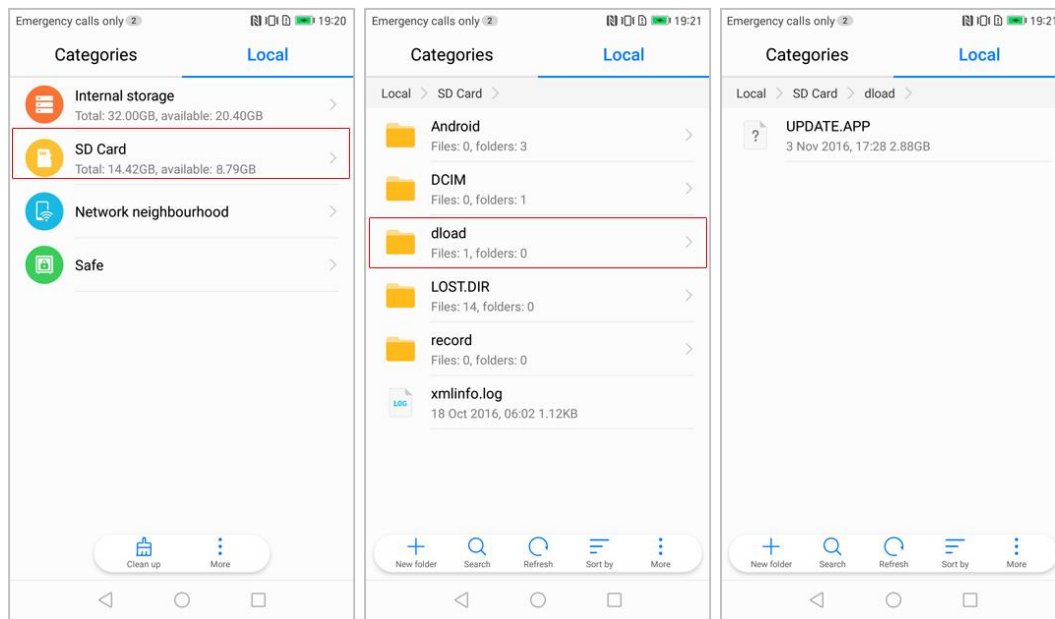 Emergency calls only 2 19:20
Categories Local
Internal storage
Total: 32.00GB, available: 20.40GB
SD Card
Total: 14.42GB, available: 8.79GB
Network neighbourhood
Safe
Clean up More
Emergency calls only 2 19:21
Categories Local
Local > SD Card >
Android
Files: 0, folders: 3
DCIM
Files: 0, folders: 1
dload
Files: 1, folders: 0
LOST.DIR
Files: 14, folders: 0
record
Files: 0, folders: 0
LOG
xmlinfo.log
18 Oct 2016, 06:02 1.12KB
New folder Search Refresh Sort by More
Emergency calls only 2 19:21
Categories Local
Local > SD Card > dload >
?
UPDATE.APP
3 Nov 2016, 17:28 2.88GB
New folder Search Refresh Sort by More